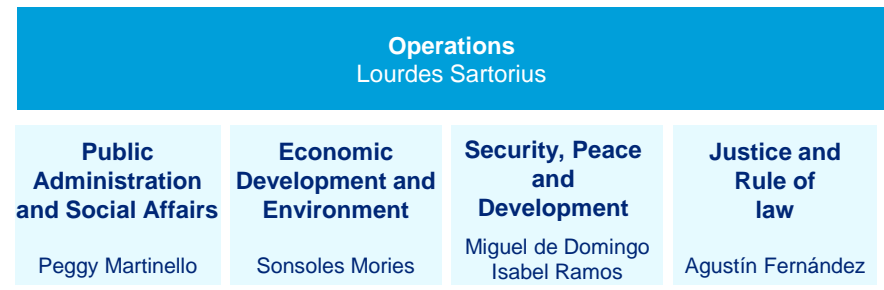 Operations
Lourdes Sartorius
Public
Administration
and Social Affairs
Peggy Martinello
Economic
Development and
Environment
Sonsoles Mories
Security, Peace
and
Development
Miguel de Domingo
Isabel Ramos
Justice and
Rule of
law
Agustín Fernández